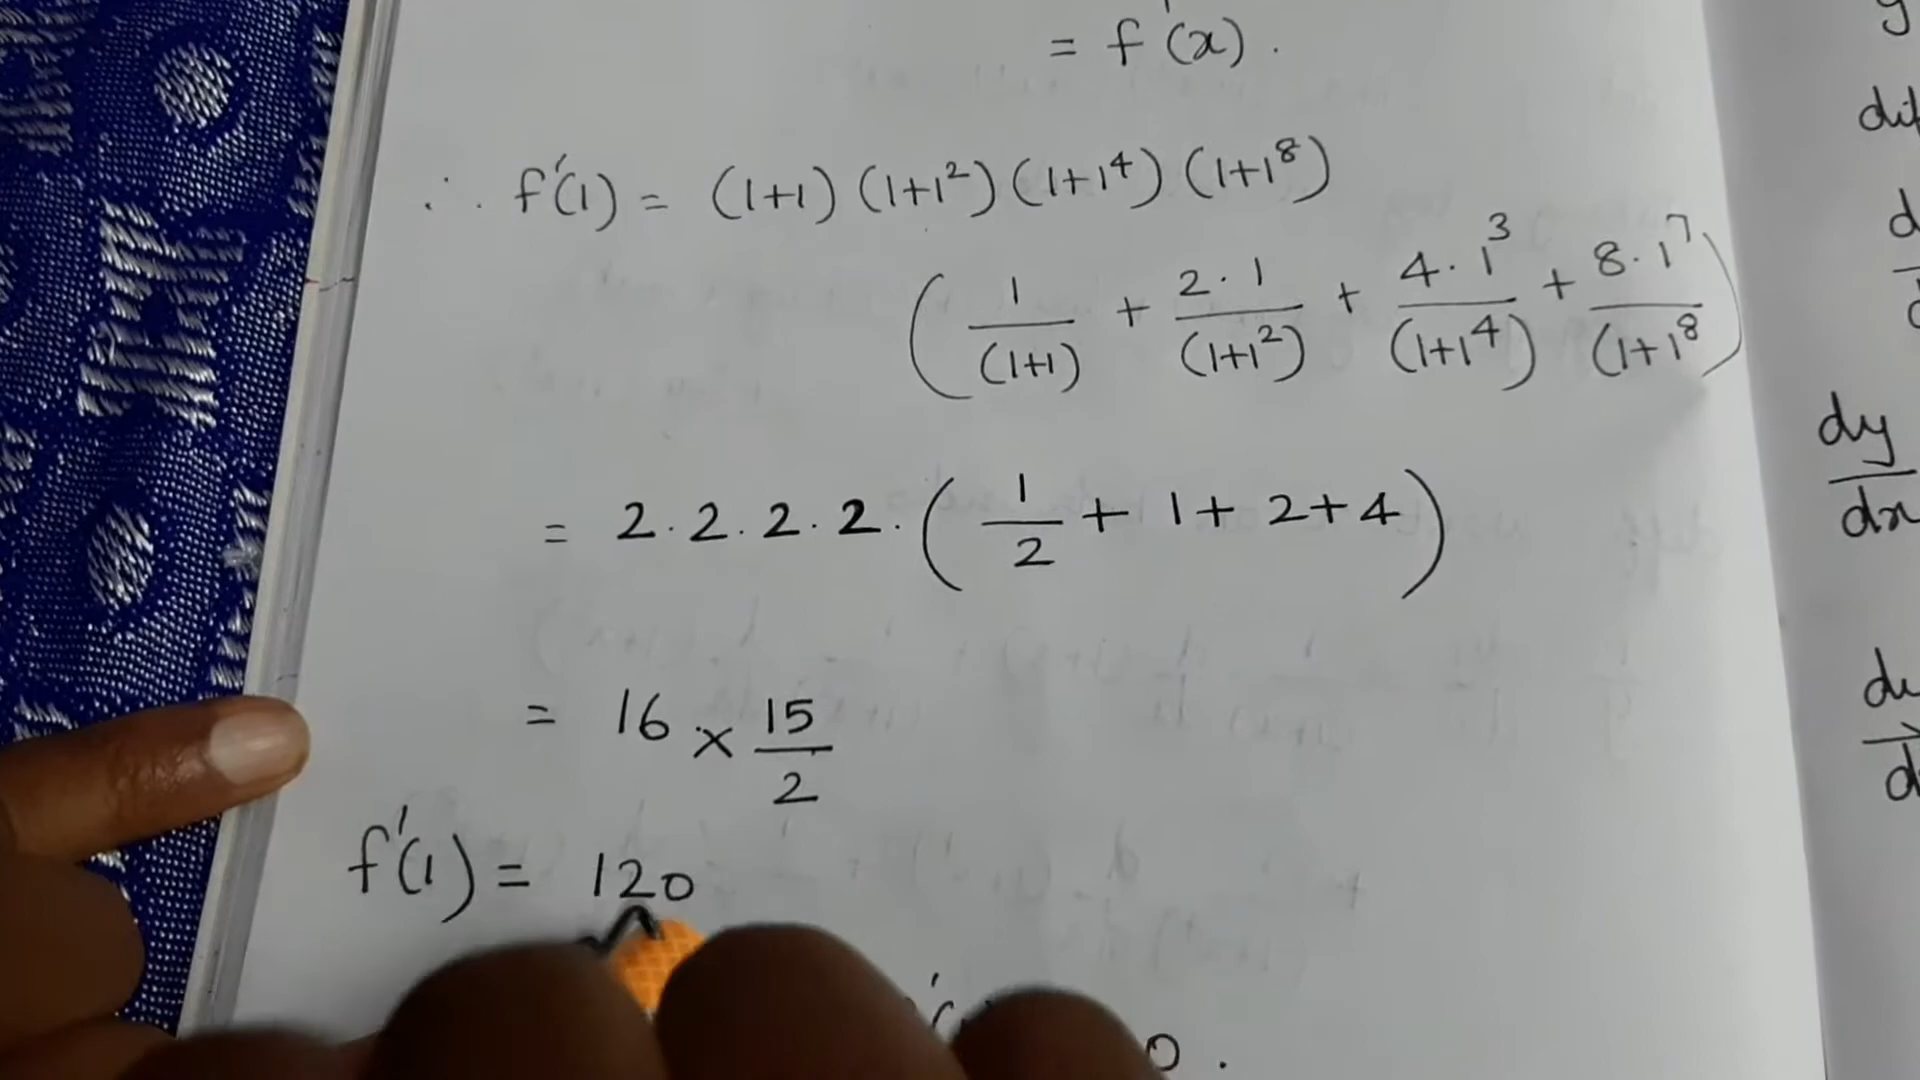 = f'(x).
∴ f'(1) = (1+1) (1+1²) (1+1⁴) (1+1⁸)
( 1/(1+1) + 2·1/(1+1²) + 4·1³/(1+1⁴) + 8·1⁷/(1+1⁸ )
= 2·2·2·2·( 1/2 + 1 + 2 + 4 )
= 16 × 15/2
f'(1) = 120
dy/dx